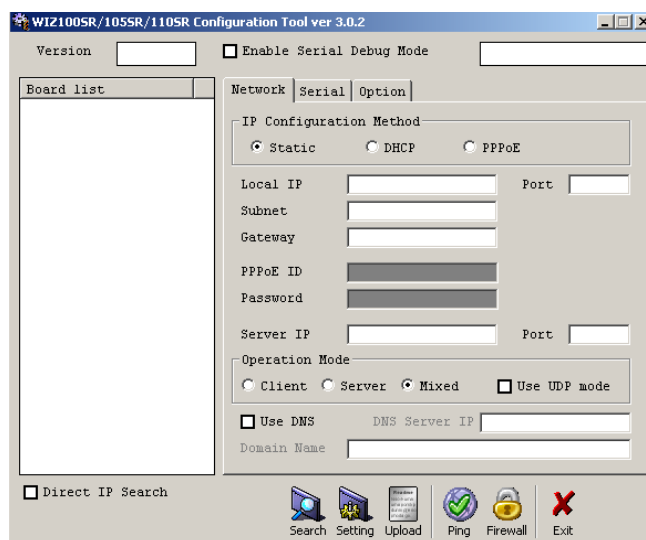 WIZ100SR/105SR/110SR Configuration Tool ver 3.0.2
Version
Enable Serial Debug Mode
Board list
Network Serial Option
IP Configuration Method
Static DHCP PPPoE
Local IP Port
Subnet
Gateway
PPPoE ID
Password
Server IP Port
Operation Mode
Client Server Mixed Use UDP mode
Use DNS DNS Server IP
Domain Name
Direct IP Search
Search Setting Upload Ping Firewall Exit